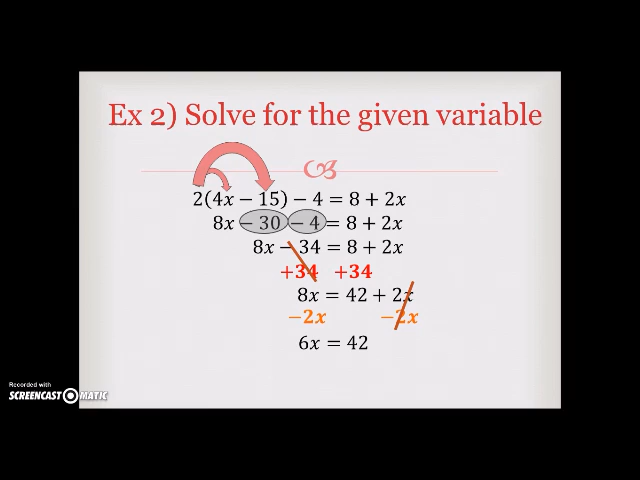 Ex 2) Solve for the given variable
2(4x − 15) − 4 = 8 + 2x
8x − 30 − 4 = 8 + 2x
8x − 34 = 8 + 2x
+34 +34
8x = 42 + 2x
−2x −2x
6x = 42
Recorded with
SCREENCAST MATIC